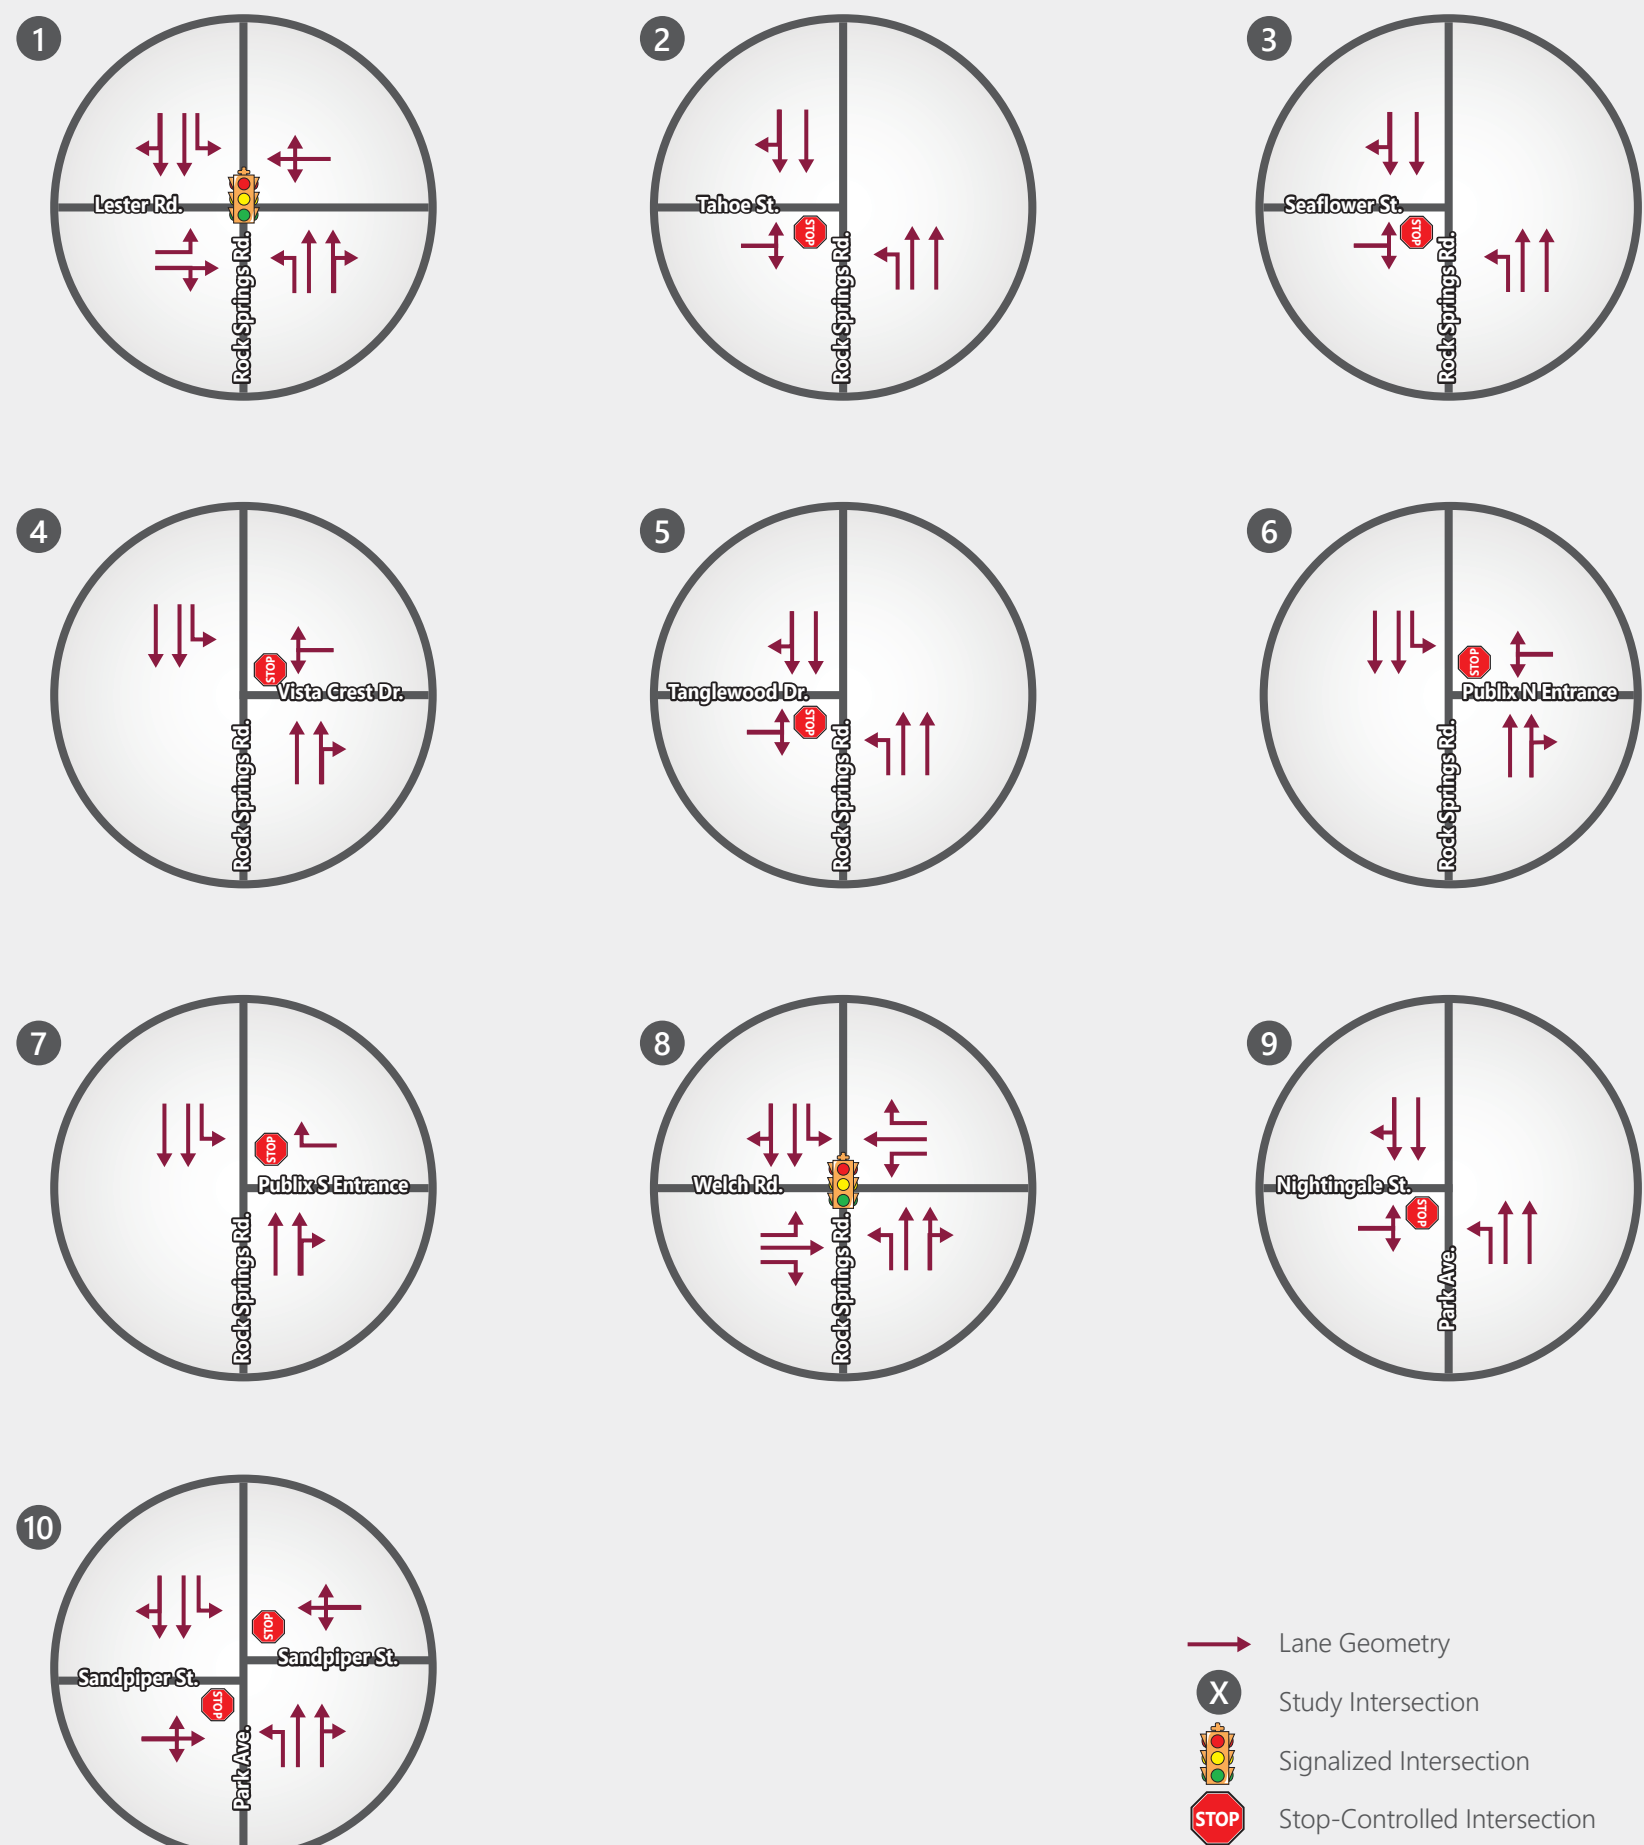 1
Lester Rd.
Rock Springs Rd.
2
Tahoe St.
STOP
Rock Springs Rd.
3
Seaflower St.
STOP
Rock Springs Rd.
4
STOP
Vista Crest Dr.
Rock Springs Rd.
5
Tanglewood Dr.
STOP
Rock Springs Rd.
6
STOP
Publix N Entrance
Rock Springs Rd.
7
STOP
Publix S Entrance
Rock Springs Rd.
8
Welch Rd.
Rock Springs Rd.
9
Nightingale St.
STOP
Park Ave.
10
STOP
Sandpiper St.
Sandpiper St.
STOP
Park Ave.
Lane Geometry
X
Study Intersection
Signalized Intersection
STOP
Stop-Controlled Intersection